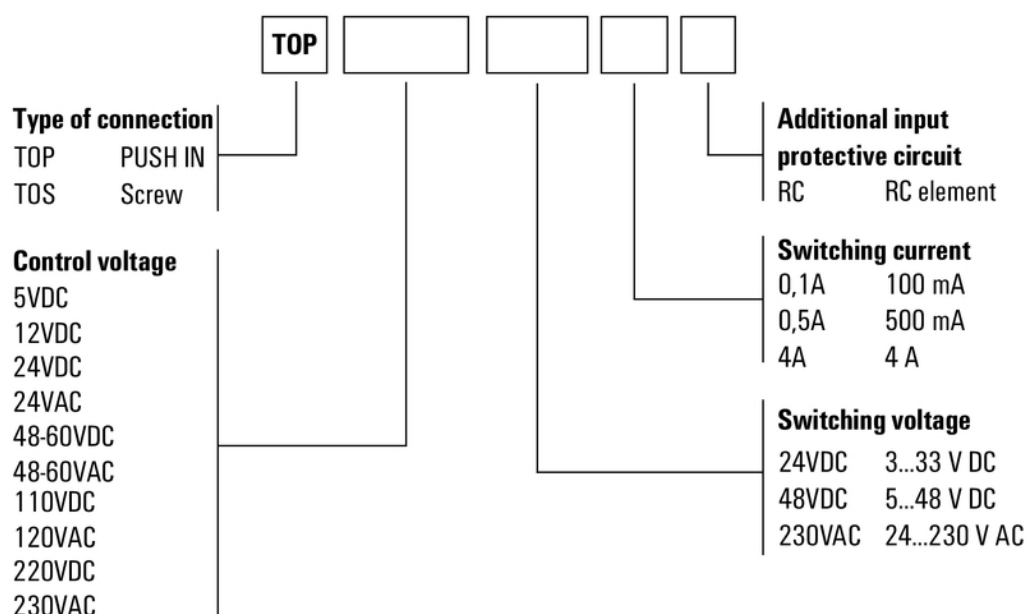 TOP
Type of connection
TOP PUSH IN
TOS Screw
Control voltage
5VDC
12VDC
24VDC
24VAC
48-60VDC
48-60VAC
110VDC
120VAC
220VDC
230VAC
Additional input
protective circuit
RC RC element
Switching current
0,1A 100 mA
0,5A 500 mA
4A 4 A
Switching voltage
24VDC 3...33 V DC
48VDC 5...48 V DC
230VAC 24...230 V AC